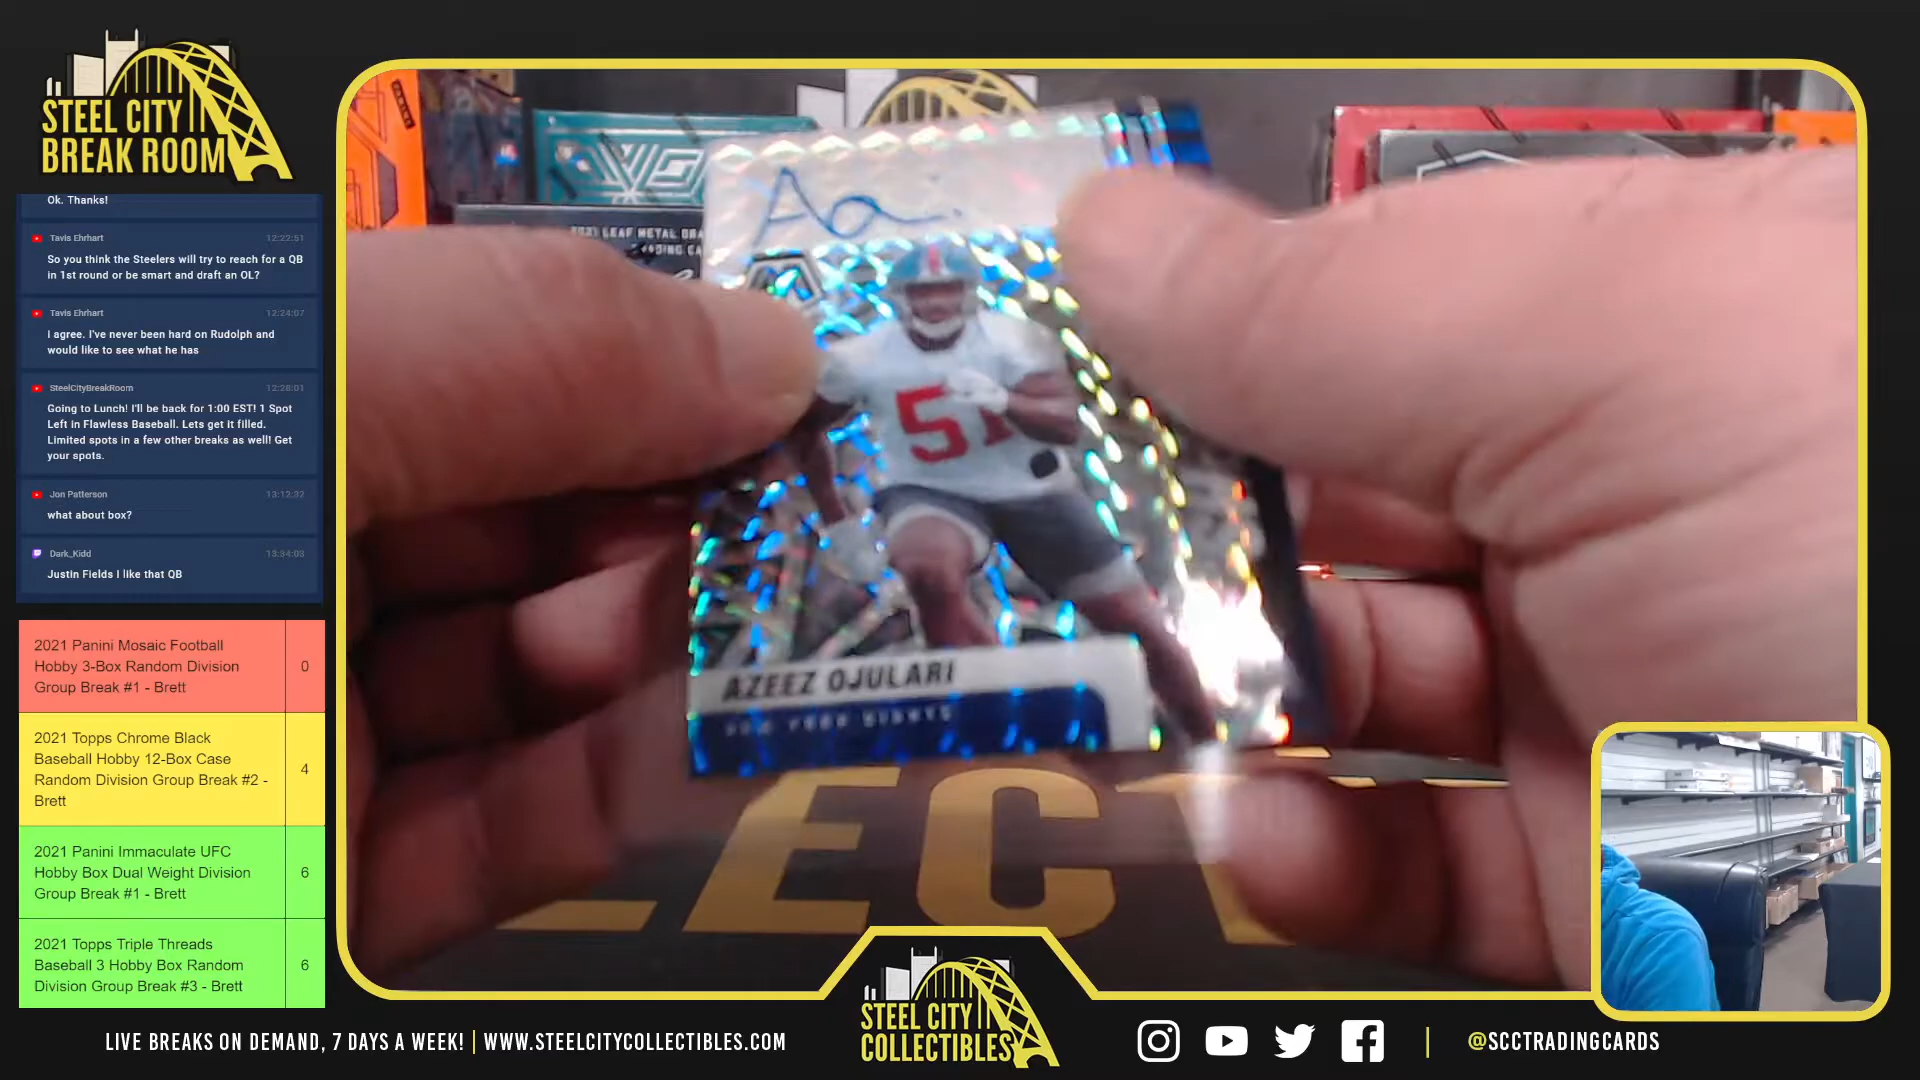 STEEL CITY
BREAK ROOM
Ok. Thanks!
Tavis Ehrhart 12:22:51
So you think the Steelers will try to reach for a QB
in 1st round or be smart and draft an OL?
Tavis Ehrhart 12:24:07
I agree. I've never been hard on Rudolph and
would like to see what he has
SteelCityBreakRoom 12:28:01
Going to Lunch! I'll be back for 1:00 EST! 1 Spot
Left in Flawless Baseball. Lets get it filled.
Limited spots in a few other breaks as well! Get
your spots.
Jon Patterson 13:12:32
what about box?
Dark_Kidd 13:34:03
Justin Fields I like that QB
2021 Panini Mosaic Football
Hobby 3-Box Random Division
Group Break #1 - Brett
0
2021 Topps Chrome Black
Baseball Hobby 12-Box Case
Random Division Group Break #2 -
Brett
4
2021 Panini Immaculate UFC
Hobby Box Dual Weight Division
Group Break #1 - Brett
6
2021 Topps Triple Threads
Baseball 3 Hobby Box Random
Division Group Break #3 - Brett
6
2021 LEAF METAL
51
AZEEZ OJULARI
NEW YORK GIANTS
LIVE BREAKS ON DEMAND, 7 DAYS A WEEK! | WWW.STEELCITYCOLLECTIBLES.COM
STEEL CITY
COLLECTIBLES
@SCCTRADINGCARDS